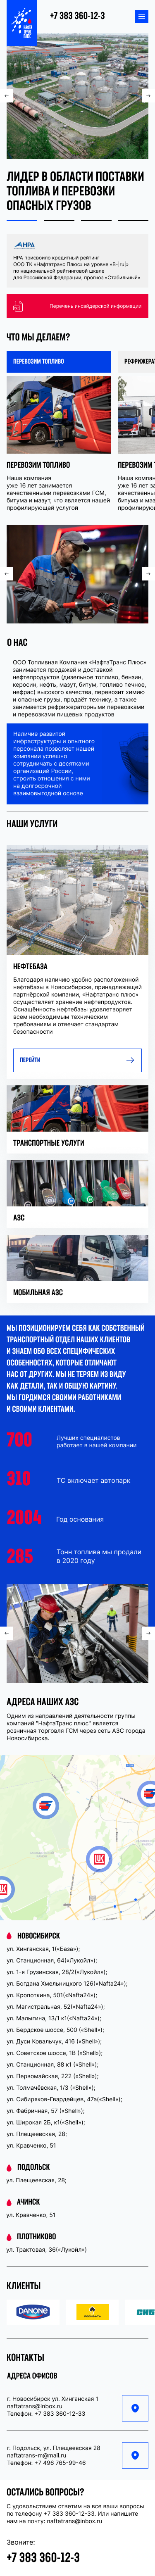 НАФТА ТРАНС ПЛЮС
+7 383 360-12-3
ЛИДЕР В ОБЛАСТИ ПОСТАВКИ
ТОПЛИВА И ПЕРЕВОЗКИ
ОПАСНЫХ ГРУЗОВ
НРА
НРА присвоило кредитный рейтинг
ООО ТК «Нафтатранс Плюс» на уровне «B-|ru|»
по национальной рейтинговой шкале
для Российской Федерации, прогноз «Стабильный»
Перечень инсайдерской информации
ЧТО МЫ ДЕЛАЕМ?
ПЕРЕВОЗИМ ТОПЛИВО
РЕФРИЖЕРАТ
ПЕРЕВОЗИМ ТОПЛИВО
ПЕРЕВОЗИМ Т
Наша компания
уже 16 лет занимается
качественными перевозками ГСМ,
битума и мазут, что является нашей
профилирующей услугой
Наша компан
уже 16 лет за
качественны
битума и маз
профилирую
О НАС
ООО Топливная Компания «НафтаТранс Плюс»
занимается продажей и доставкой
нефтепродуктов (дизельное топливо, бензин,
керосин, нефть, мазут, битум, топливо печное,
нефрас) высокого качества, перевозит химию
и опасные грузы, продаёт технику, а также
занимается рефрижераторными перевозками
и перевозками пищевых продуктов
Наличие развитой
инфраструктуры и опытного
персонала позволяет нашей
компании успешно
сотрудничать с десятками
организаций России,
строить отношения с ними
на долгосрочной
взаимовыгодной основе
НАШИ УСЛУГИ
НЕФТЕБАЗА
Благодаря наличию удобно расположенной
нефтебазы в Новосибирске, принадлежащей
партнёрской компании, «Нафтатранс плюс»
осуществляет хранение нефтепродуктов.
Оснащённость нефтебазы удовлетворяет
всем необходимым техническим
требованиям и отвечает стандартам
безопасности
ПЕРЕЙТИ
ТРАНСПОРТНЫЕ УСЛУГИ
АЗС
МОБИЛЬНАЯ АЗС
МЫ ПОЗИЦИОНИРУЕМ СЕБЯ КАК СОБСТВЕННЫЙ
ТРАНСПОРТНЫЙ ОТДЕЛ НАШИХ КЛИЕНТОВ
И ЗНАЕМ ОБО ВСЕХ СПЕЦИФИЧЕСКИХ
ОСОБЕННОСТЯХ, КОТОРЫЕ ОТЛИЧАЮТ
НАС ОТ ДРУГИХ. МЫ НЕ ТЕРЯЕМ ИЗ ВИДУ
КАК ДЕТАЛИ, ТАК И ОБЩУЮ КАРТИНУ.
МЫ ГОРДИМСЯ СВОИМИ РАБОТНИКАМИ
И СВОИМИ КЛИЕНТАМИ.
700
Лучших специалистов
работает в нашей компании
310
ТС включает автопарк
2004
Год основания
285
Тонн топлива мы продали
в 2020 году
АДРЕСА НАШИХ АЗС
Одним из направлений деятельности группы
компаний "НафтаТранс плюс" является
розничная торговля ГСМ через сеть АЗС города
Новосибирска.
НОВОСИБИРСК
ул. Хинганская, 1(«База»);
ул. Станционная, 64(«Лукойл»);
ул. 1-я Грузинская, 28/2(«Лукойл»);
ул. Богдана Хмельницкого 126(«Nafta24»);
ул. Кропоткина, 501(«Nafta24»);
ул. Магистральная, 52(«Nafta24»);
ул. Малыгина, 13/1 к1(«Nafta24»);
ул. Бердское шоссе, 500 («Shell»);
ул. Дуси Ковальчук, 416 («Shell»);
ул. Советское шоссе, 1В («Shell»);
ул. Станционная, 88 к1 («Shell»);
ул. Первомайская, 222 («Shell»);
ул. Толмачёвская, 1/3 («Shell»);
ул. Сибиряков-Гвардейцев, 47а(«Shell»);
ул. Фабричная, 57 («Shell»);
ул. Широкая 2Б, к1(«Shell»);
ул. Плещеевская, 28;
ул. Кравченко, 51
ПОДОЛЬСК
ул. Плещеевская, 28;
АЧИНСК
ул. Кравченко, 51
ПЛОТНИКОВО
ул. Трактовая, 36(«Лукойл»)
КЛИЕНТЫ
DANONE
РОСНЕФТЬ
СИБ
КОНТАКТЫ
АДРЕСА ОФИСОВ
г. Новосибирск ул. Хинганская 1
naftatrans@inbox.ru
Телефон: +7 383 360-12-33
г. Подольск, ул. Плещеевская 28
naftatrans-m@mail.ru
Телефон: +7 496 765-99-46
ОСТАЛИСЬ ВОПРОСЫ?
С удовольствием ответим на все ваши вопросы
по телефону +7 383 360-12-33. Или напишите
нам на почту: naftatrans@inbox.ru
Звоните:
+7 383 360-12-3